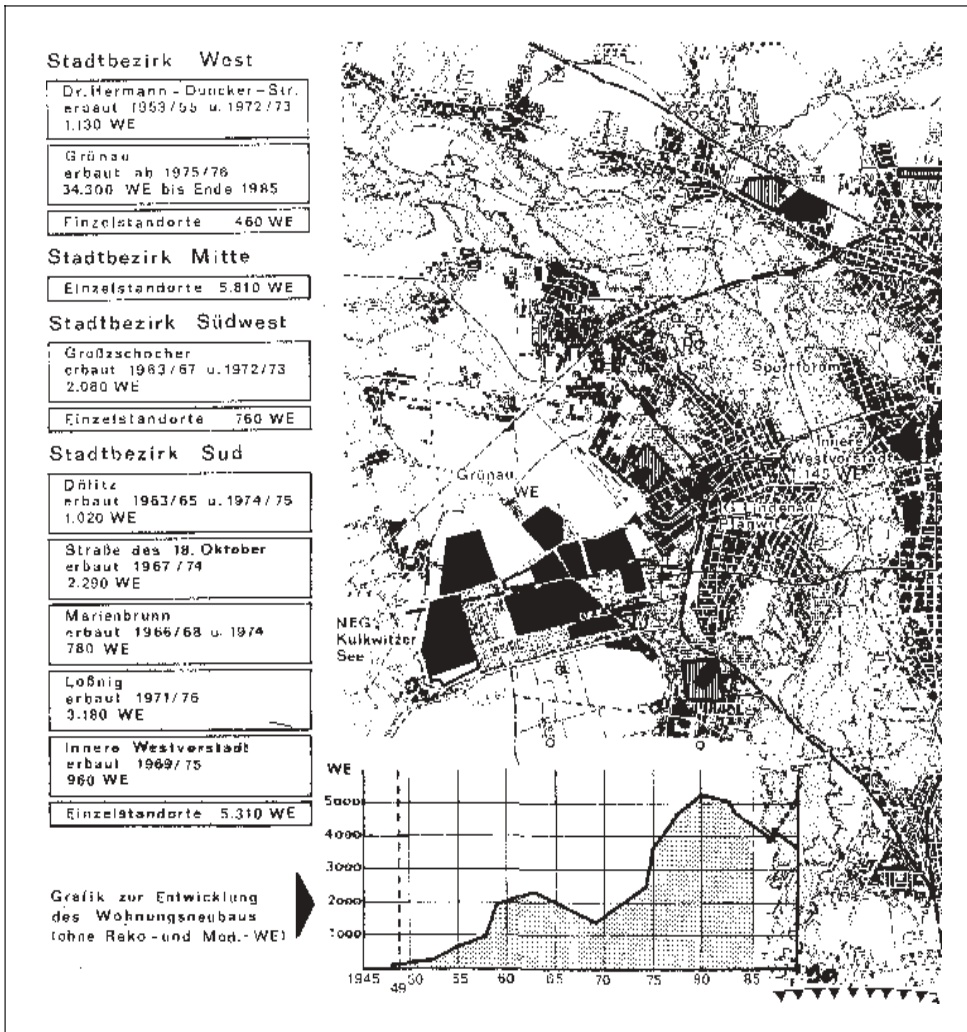 Stadtbezirk West
Dr. Hermann-Duncker-Str.
erbaut 1953/55 u. 1972/73
1.130 WE
Grünau
erbaut ab 1975/76
34.300 WE bis Ende 1985
Einzelstandorte 460 WE
Stadtbezirk Mitte
Einzelstandorte 5.810 WE
Stadtbezirk Südwest
Großzschocher
erbaut 1963/67 u. 1972/73
2.080 WE
Einzelstandorte 760 WE
Stadtbezirk Sud
Dölitz
erbaut 1963/65 u. 1974/75
1.020 WE
Straße des 18. Oktober
erbaut 1967/74
2.290 WE
Marienbrunn
erbaut 1966/68 u. 1974
780 WE
Lößnig
erbaut 1971/76
3.180 WE
Innere Westvorstadt
erbaut 1969/75
960 WE
Einzelstandorte 5.310 WE
Grafik zur Entwicklung
des Wohnungsneubaus
(ohne Reko- und Mod.-WE)
Sportforum
Innere
Westvorstadt
145 WE
Lindenau
Plagwitz
Grünau
WE
NEG
Kulkwitzer
See
WE
5000
4000
3000
2000
1000
1945 49 50 55 60 65 70 75 80 85